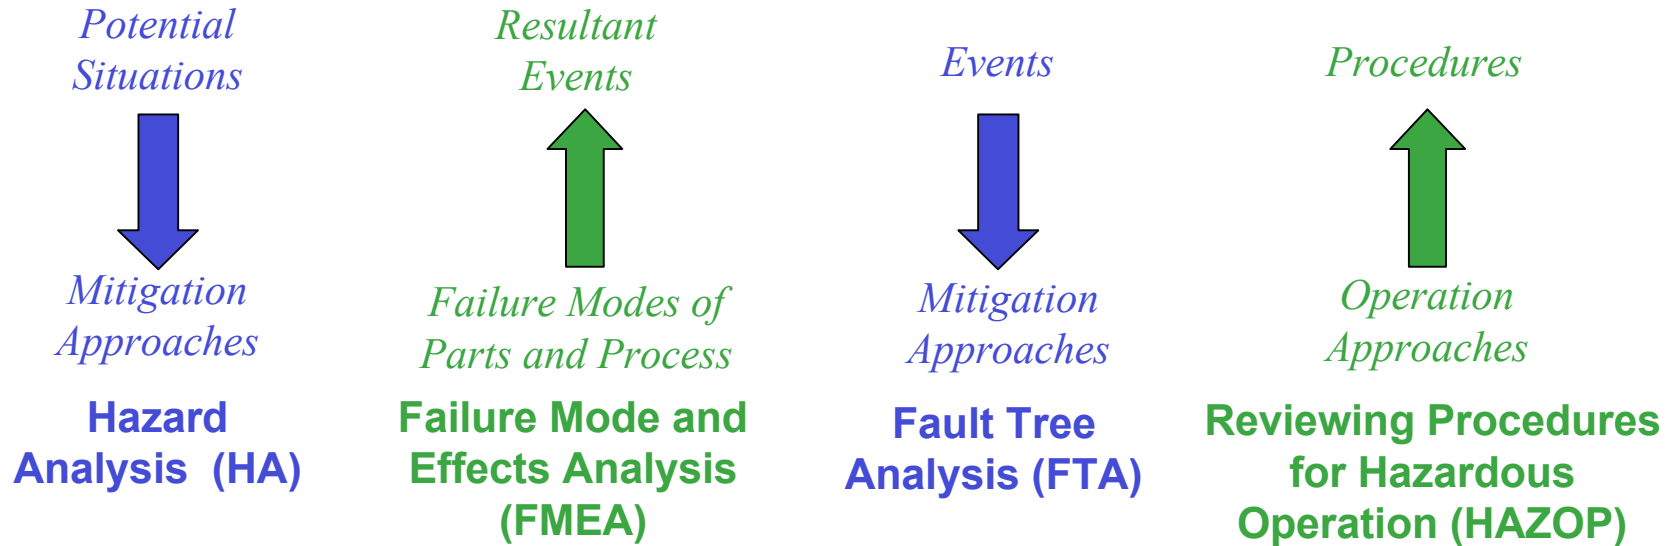 Potential
Situations
Mitigation
Approaches
Hazard
Analysis (HA)
Resultant
Events
Failure Modes of
Parts and Process
Failure Mode and
Effects Analysis
(FMEA)
Events
Mitigation
Approaches
Fault Tree
Analysis (FTA)
Procedures
Operation
Approaches
Reviewing Procedures
for Hazardous
Operation (HAZOP)